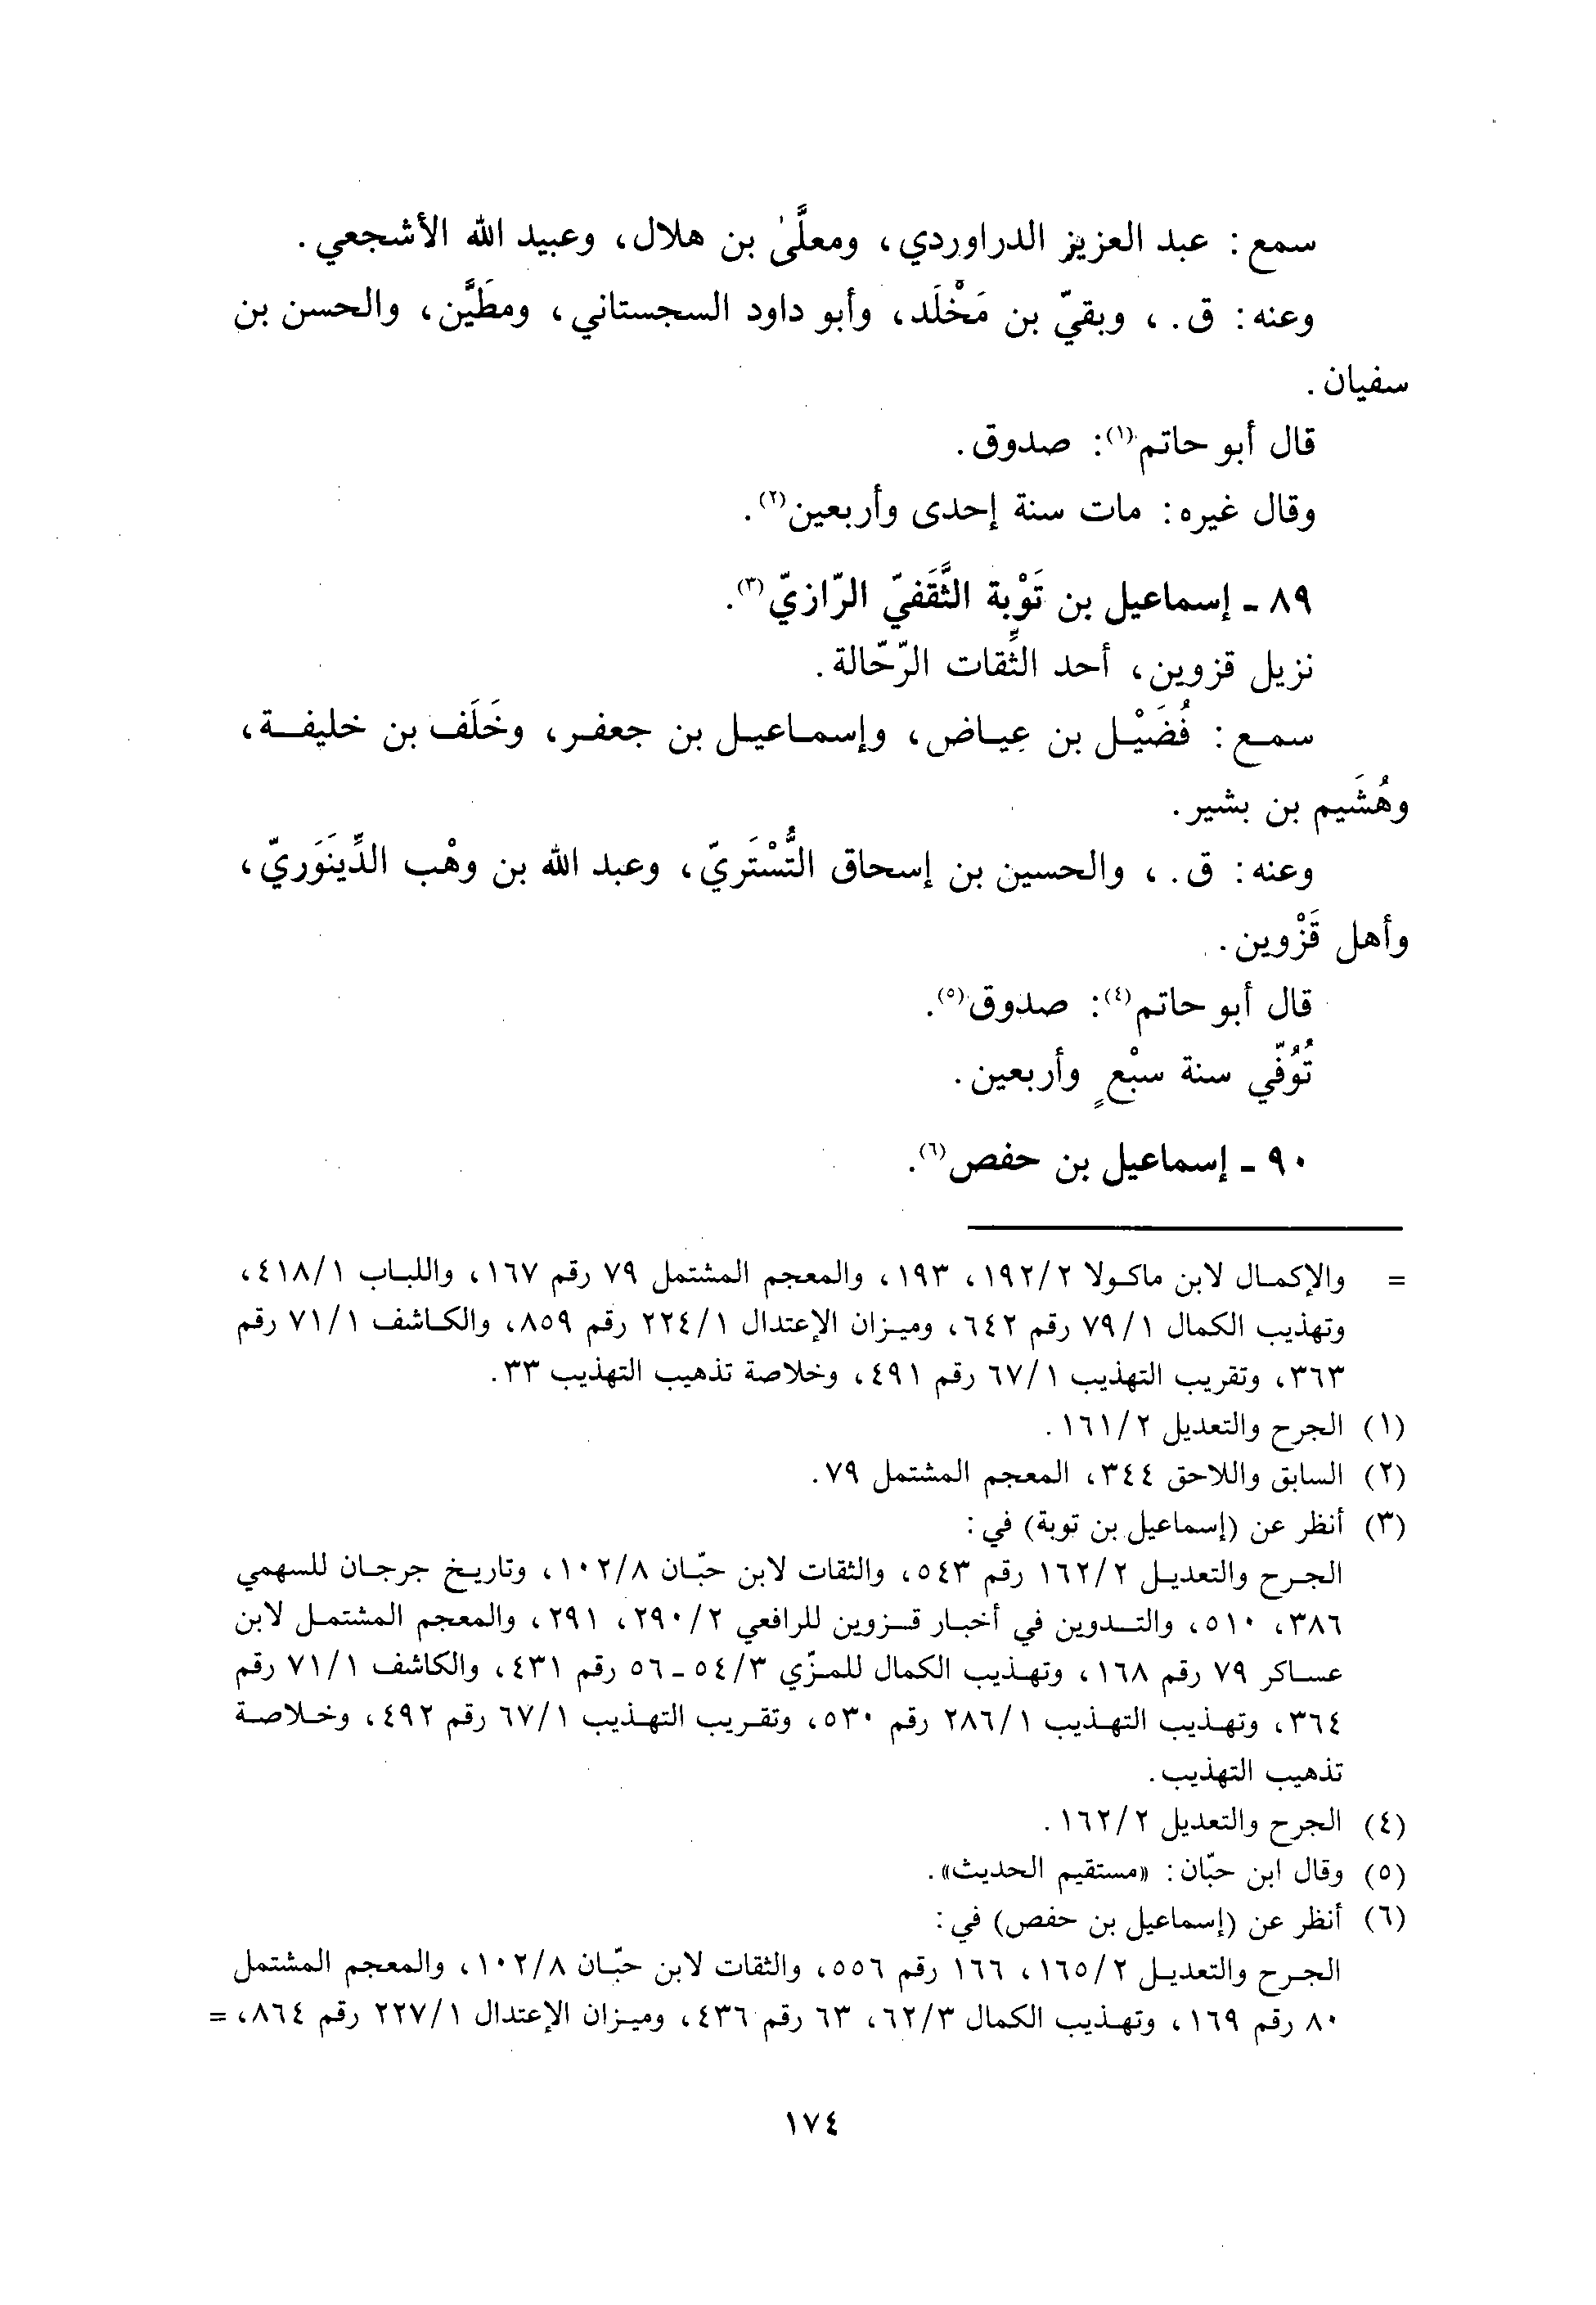 سمع: عبد العزيز الدراوردي، ومعلَّىٰ بن هلال، وعبيد الله الأشجعي.
وعنه: ق.، وبقيّ بن مَخْلَد، وأبو داود السجستاني، ومطَيَّن، والحسن بن
سفيان.
قال أبو حاتم(١): صدوق.
وقال غيره: مات سنة إحدى وأربعين(٢).
٨٩ - إسماعيل بن تَوْبة الثَّقَفيّ الرّازيّ(٣).
نزيل قزوين، أحد الثِّقات الرّحّالة.
سمع: فُضَيْل بن عِياض، وإسماعيل بن جعفر، وخَلَف بن خليفة،
وهُشَيم بن بشير.
وعنه: ق.، والحسين بن إسحاق التُّسْتَريّ، وعبد الله بن وهْب الدِّينَوَريّ،
وأهل قَزْوين.
قال أبو حاتم(٤): صدوق(٥).
تُوُفّي سنة سبْعٍ وأربعين.
٩٠ - إسماعيل بن حفص(٦).
= والإكمال لابن ماكولا ١٩٢/٢، ١٩٣، والمعجم المشتمل ٧٩ رقم ١٦٧، واللباب ٤١٨/١،
وتهذيب الكمال ٧٩/١ رقم ٦٤٢، وميزان الإعتدال ٢٢٤/١ رقم ٨٥٩، والكاشف ٧١/١ رقم
٣٦٣، وتقريب التهذيب ٦٧/١ رقم ٤٩١، وخلاصة تذهيب التهذيب ٣٣.
(١) الجرح والتعديل ١٦١/٢.
(٢) السابق واللاحق ٣٤٤، المعجم المشتمل ٧٩.
(٣) أنظر عن (إسماعيل بن توبة) في:
الجرح والتعديل ١٦٢/٢ رقم ٥٤٣، والثقات لابن حبّان ١٠٢/٨، وتاريخ جرجان للسهمي
٣٨٦، ٥١٠، والتدوين في أخبار قزوين للرافعي ٢٩٠/٢، ٢٩١، والمعجم المشتمل لابن
عساكر ٧٩ رقم ١٦٨، وتهذيب الكمال للمزّي ٥٤/٣ - ٥٦ رقم ٤٣١، والكاشف ٧١/١ رقم
٣٦٤، وتهذيب التهذيب ٢٨٦/١ رقم ٥٣٠، وتقريب التهذيب ٦٧/١ رقم ٤٩٢، وخلاصة
تذهيب التهذيب.
(٤) الجرح والتعديل ١٦٢/٢.
(٥) وقال ابن حبّان: «مستقيم الحديث».
(٦) أنظر عن (إسماعيل بن حفص) في:
الجرح والتعديل ١٦٥/٢، ١٦٦ رقم ٥٥٦، والثقات لابن حبّان ١٠٢/٨، والمعجم المشتمل
٨٠ رقم ١٦٩، وتهذيب الكمال ٦٢/٣، ٦٣ رقم ٤٣٦، وميزان الإعتدال ٢٢٧/١ رقم ٨٦٤، =
١٧٤